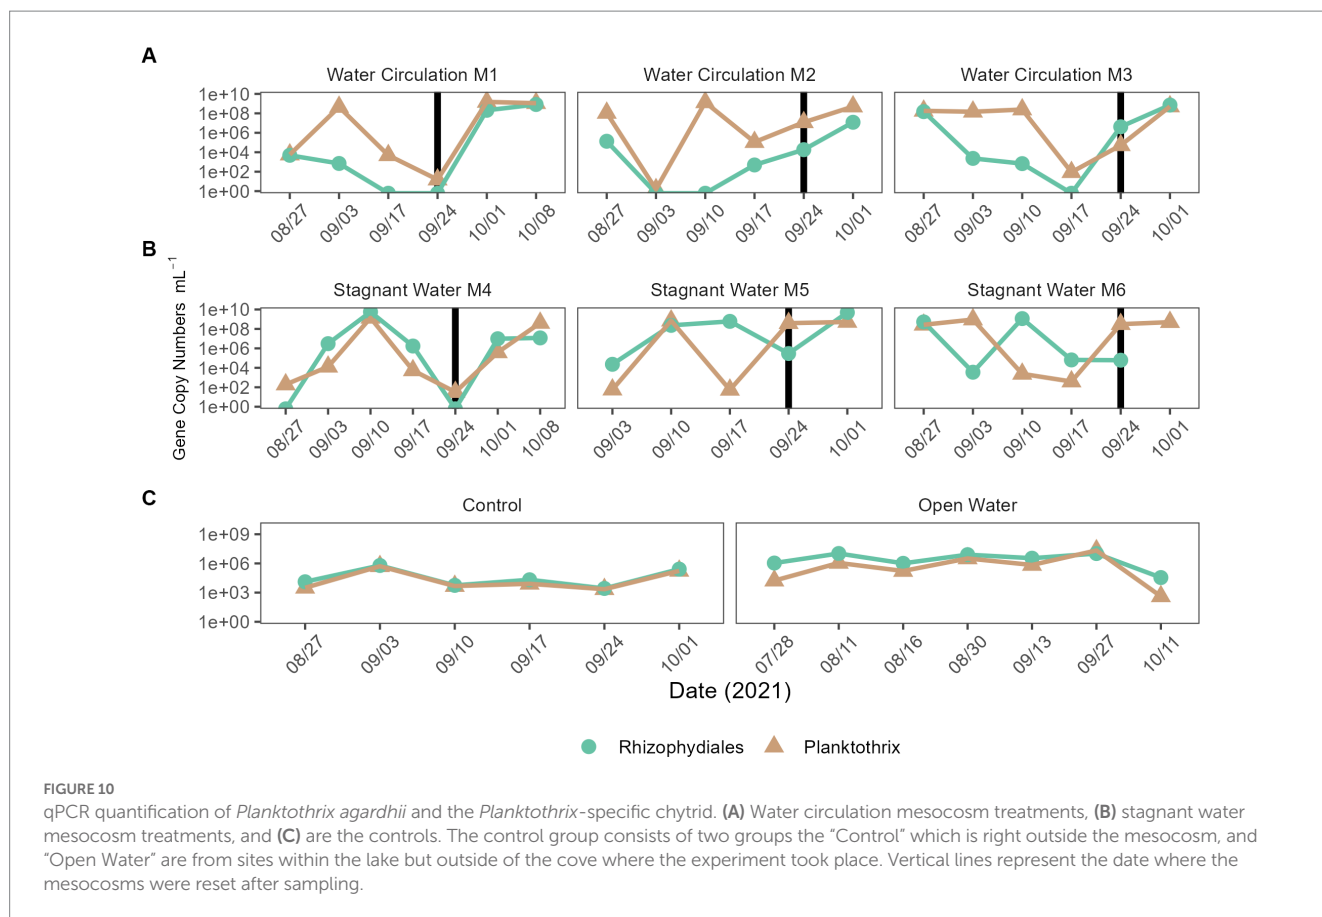 A
Water Circulation M1
Water Circulation M2
Water Circulation M3
1e+10
1e+08
1e+06
1e+04
1e+02
1e+00
08/27
09/03
09/17
09/24
10/01
10/08
08/27
09/03
09/10
09/17
09/24
10/01
08/27
09/03
09/10
09/17
09/24
10/01
B
Gene Copy Numbers mL⁻¹
Stagnant Water M4
Stagnant Water M5
Stagnant Water M6
1e+10
1e+08
1e+06
1e+04
1e+02
1e+00
08/27
09/03
09/10
09/17
09/24
10/01
10/08
09/03
09/10
09/17
09/24
10/01
08/27
09/03
09/10
09/17
09/24
10/01
C
Control
Open Water
1e+09
1e+06
1e+03
1e+00
08/27
09/03
09/10
09/17
09/24
10/01
07/28
08/11
08/16
08/30
09/13
09/27
10/11
Date (2021)
Rhizophydiales
Planktothrix
FIGURE 10
qPCR quantification of Planktothrix agardhii and the Planktothrix-specific chytrid. (A) Water circulation mesocosm treatments, (B) stagnant water
mesocosm treatments, and (C) are the controls. The control group consists of two groups the “Control” which is right outside the mesocosm, and
“Open Water” are from sites within the lake but outside of the cove where the experiment took place. Vertical lines represent the date where the
mesocosms were reset after sampling.